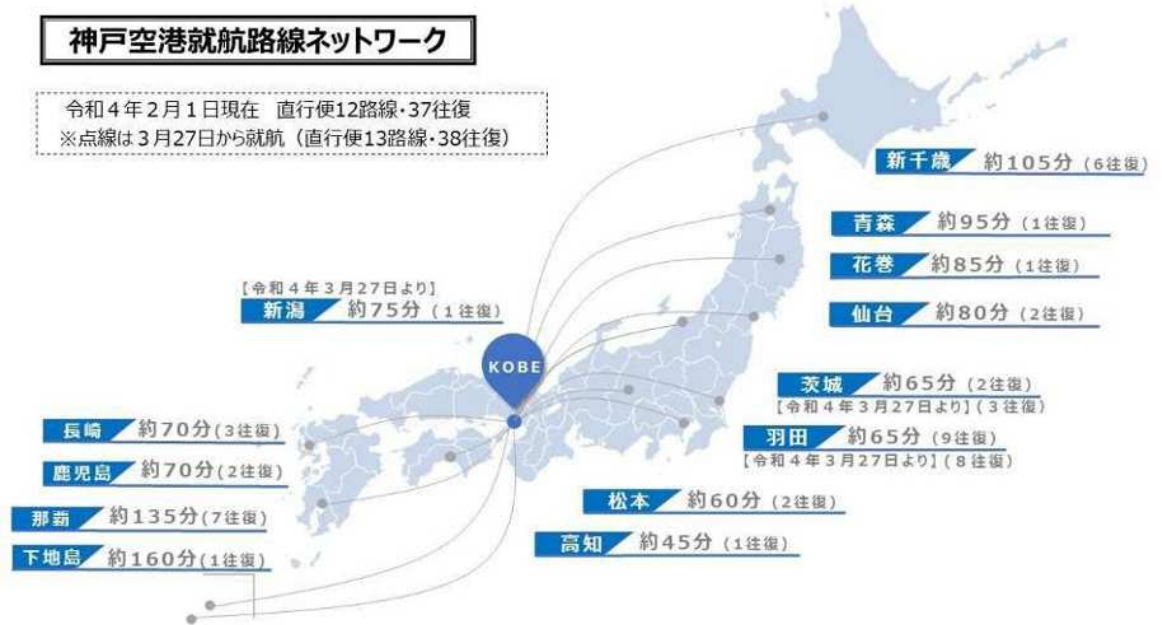 神戸空港就航路線ネットワーク
令和4年2月1日現在 直行便12路線・37往復
※点線は3月27日から就航（直行便13路線・38往復）
新千歳 約105分（6往復）
青森 約95分（1往復）
花巻 約85分（1往復）
仙台 約80分（2往復）
【令和4年3月27日より】
新潟 約75分（1往復）
KOBE
茨城 約65分（2往復）
【令和4年3月27日より】(3往復)
羽田 約65分（9往復）
【令和4年3月27日より】(8往復)
松本 約60分（2往復）
高知 約45分（1往復）
長崎 約70分(3往復)
鹿児島 約70分(2往復)
那覇 約135分(7往復)
下地島 約160分(1往復)